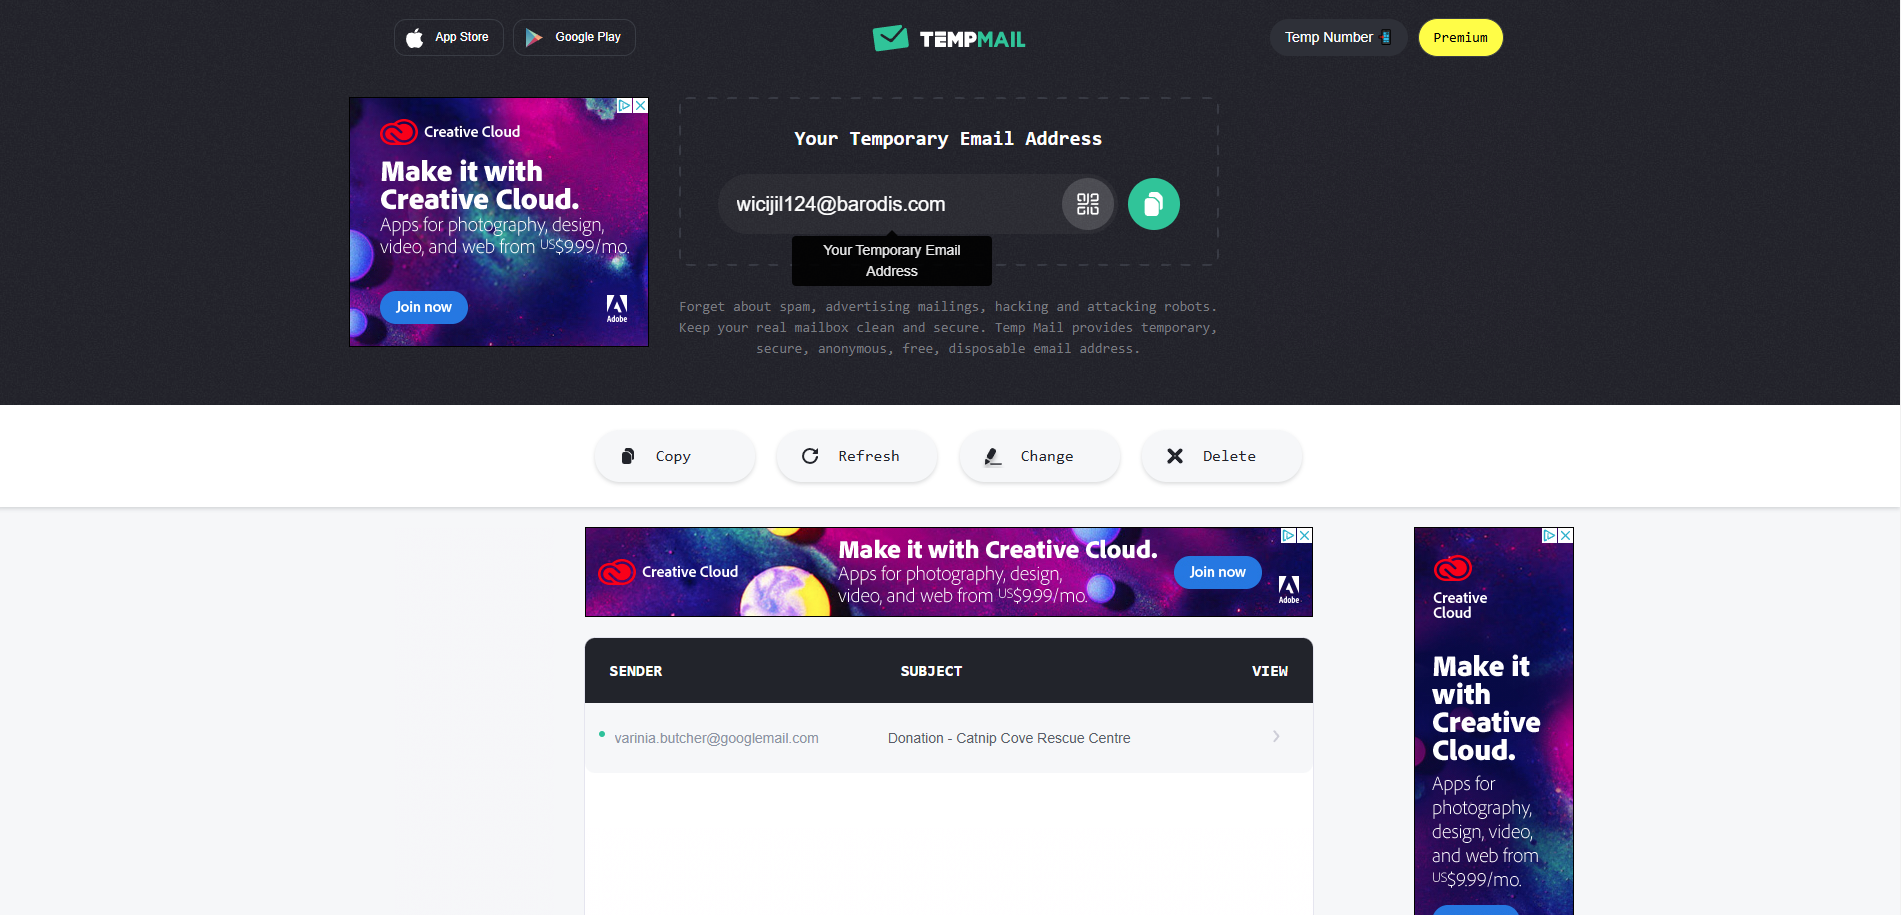 App Store
Google Play
TEMPMAIL
Temp Number
Premium
Creative Cloud
Make it with
Creative Cloud.
Apps for photography, design,
video, and web from US$9.99/mo.
Join now
Adobe
Your Temporary Email Address
wicijil124@barodis.com
Your Temporary Email
Address
Forget about spam, advertising mailings, hacking and attacking robots.
Keep your real mailbox clean and secure. Temp Mail provides temporary,
secure, anonymous, free, disposable email address.
Copy
Refresh
Change
Delete
Creative Cloud
Make it with Creative Cloud.
Apps for photography, design,
video, and web from US$9.99/mo.
Join now
Adobe
SENDER
SUBJECT
VIEW
varinia.butcher@googlemail.com
Donation - Catnip Cove Rescue Centre
Creative
Cloud
Make it
with
Creative
Cloud.
Apps for
photography,
design, video,
and web from
US$9.99/mo.